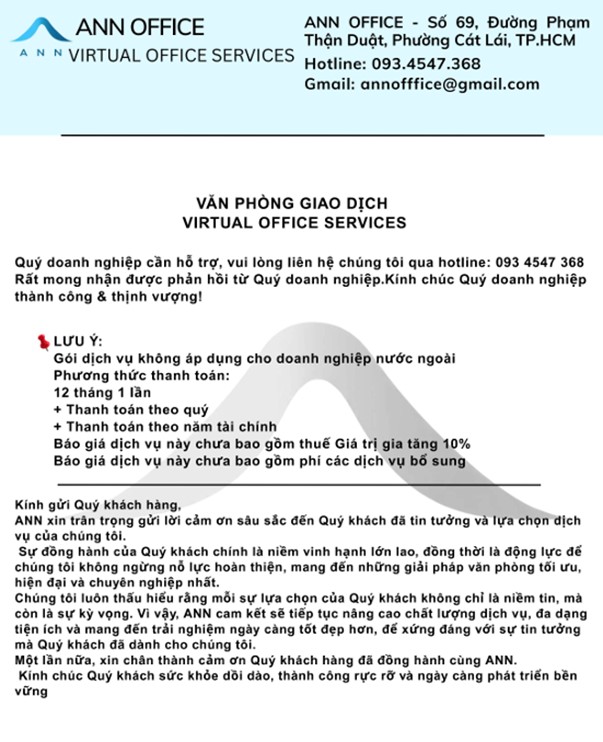 ANN OFFICE
ANN VIRTUAL OFFICE SERVICES
ANN OFFICE - Số 69, Đường Phạm
Thận Duật, Phường Cát Lái, TP.HCM
Hotline: 093.4547.368
Gmail: annofffice@gmail.com
VĂN PHÒNG GIAO DỊCH
VIRTUAL OFFICE SERVICES
Quý doanh nghiệp cần hỗ trợ, vui lòng liên hệ chúng tôi qua hotline: 093 4547 368
Rất mong nhận được phản hồi từ Quý doanh nghiệp.Kính chúc Quý doanh nghiệp
thành công & thịnh vượng!
LƯU Ý:
Gói dịch vụ không áp dụng cho doanh nghiệp nước ngoài
Phương thức thanh toán:
12 tháng 1 lần
+ Thanh toán theo quý
+ Thanh toán theo năm tài chính
Báo giá dịch vụ này chưa bao gồm thuế Giá trị gia tăng 10%
Báo giá dịch vụ này chưa bao gồm phí các dịch vụ bổ sung
Kính gửi Quý khách hàng,
ANN xin trân trọng gửi lời cảm ơn sâu sắc đến Quý khách đã tin tưởng và lựa chọn dịch
vụ của chúng tôi.
Sự đồng hành của Quý khách chính là niềm vinh hạnh lớn lao, đồng thời là động lực để
chúng tôi không ngừng nỗ lực hoàn thiện, mang đến những giải pháp văn phòng tối ưu,
hiện đại và chuyên nghiệp nhất.
Chúng tôi luôn thấu hiểu rằng mỗi sự lựa chọn của Quý khách không chỉ là niềm tin, mà
còn là sự kỳ vọng. Vì vậy, ANN cam kết sẽ tiếp tục nâng cao chất lượng dịch vụ, đa dạng
tiện ích và mang đến trải nghiệm ngày càng tốt đẹp hơn, để xứng đáng với sự tin tưởng
mà Quý khách đã dành cho chúng tôi.
Một lần nữa, xin chân thành cảm ơn Quý khách hàng đã đồng hành cùng ANN.
Kính chúc Quý khách sức khỏe dồi dào, thành công rực rỡ và ngày càng phát triển bền
vững